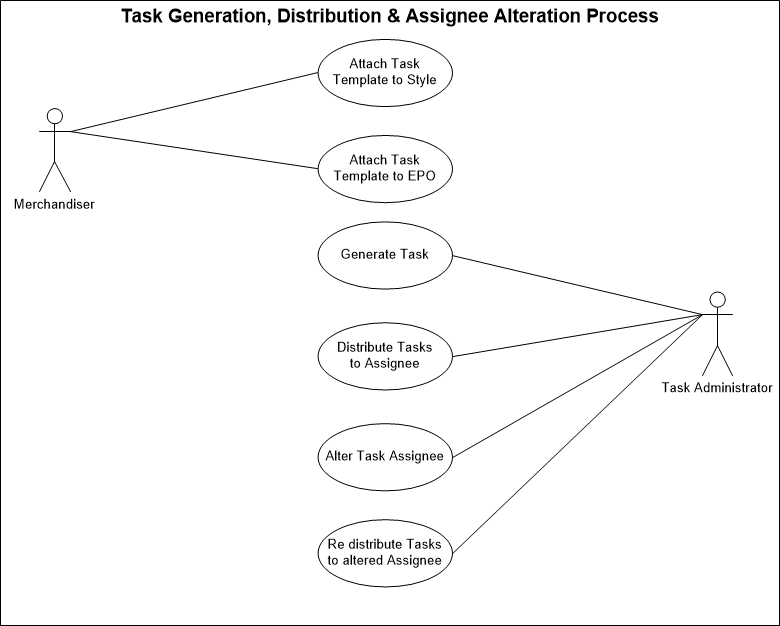 Task Generation, Distribution & Assignee Alteration Process
Attach Task
Template to Style
Merchandiser
Attach Task
Template to EPO
Generate Task
Distribute Tasks
to Assignee
Task Administrator
Alter Task Assignee
Re distribute Tasks
to altered Assignee